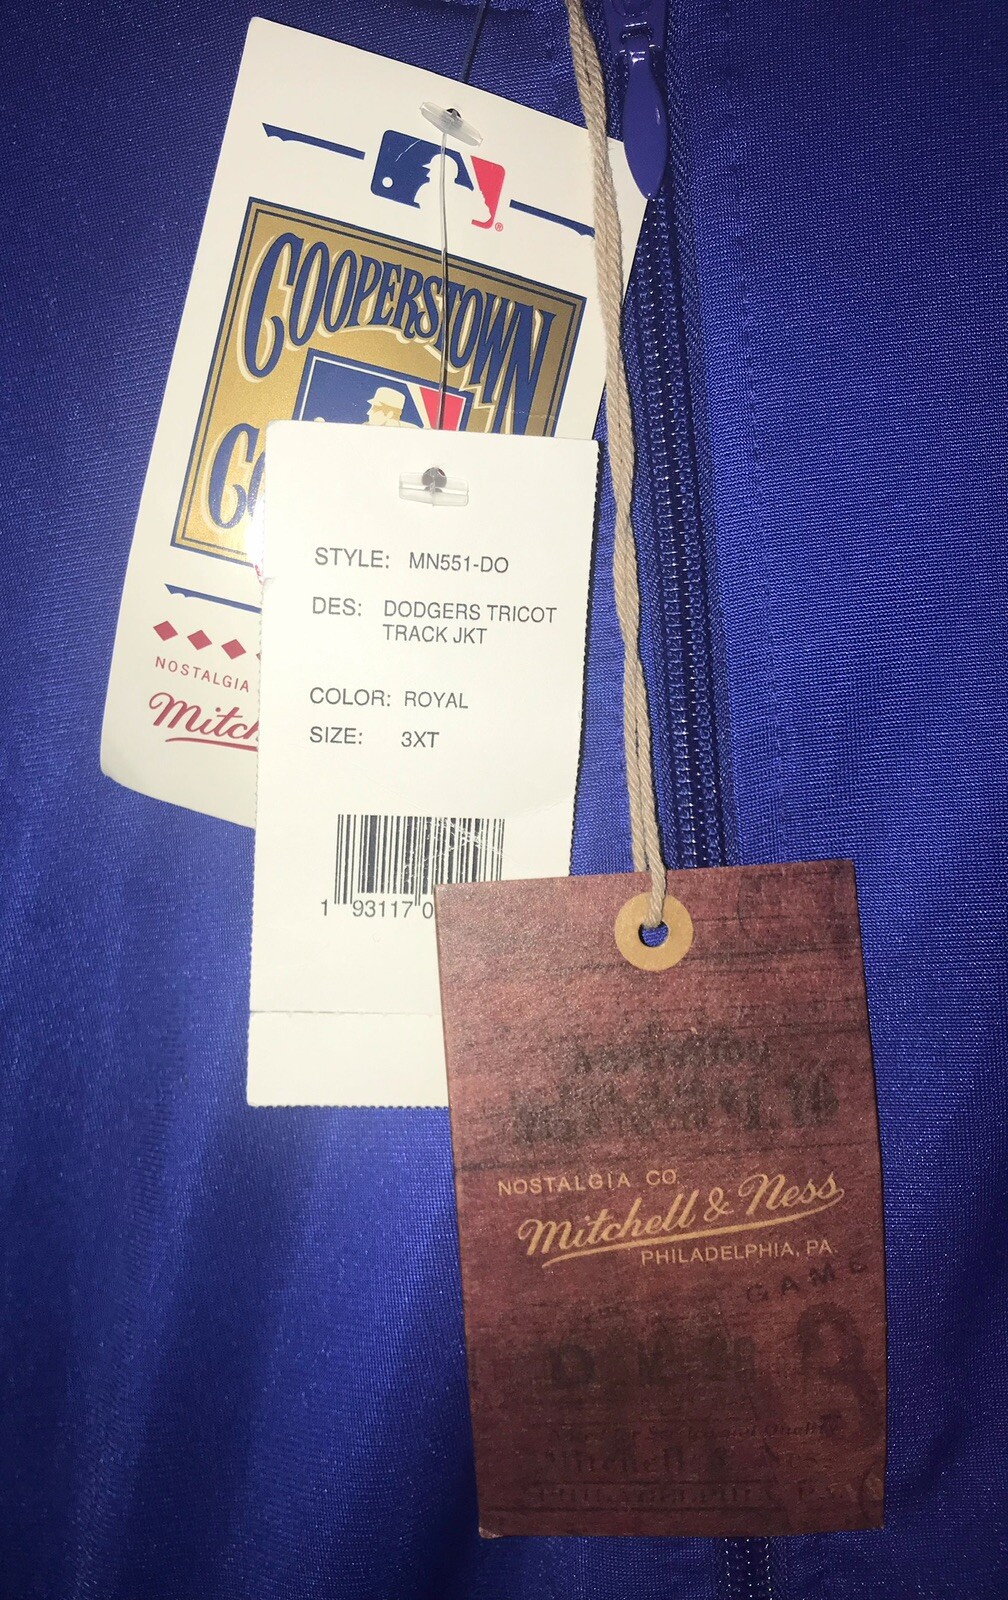 COOPERSTOWN
NOSTALGIA
STYLE: MN551-DO
DES: DODGERS TRICOT
TRACK JKT
COLOR: ROYAL
SIZE: 3XT
1 93117 0
NOSTALGIA CO.
Mitchell & Ness
PHILADELPHIA, PA.
GAME